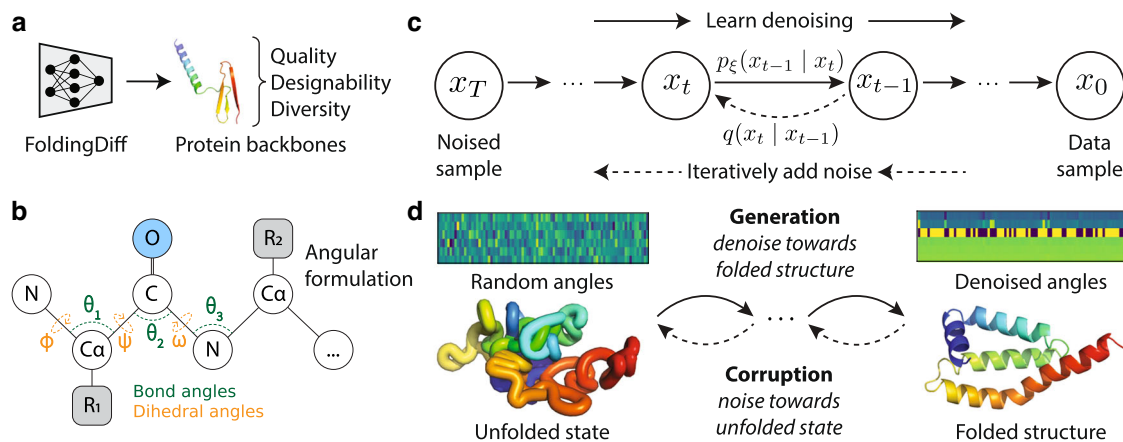 a
Quality
Designability
Diversity
FoldingDiff
Protein backbones
b
O
R₂
Angular
formulation
N
C
Cα
θ₁
θ₂
θ₃
ϕ
ψ
ω
Cα
N
...
R₁
Bond angles
Dihedral angles
c
Learn denoising
x_T
...
x_t
p_ξ(x_{t−1} | x_t)
x_{t−1}
...
x_0
q(x_t | x_{t−1})
Noised
sample
Data
sample
Iteratively add noise
d
Generation
denoise towards
folded structure
Random angles
Denoised angles
...
Corruption
noise towards
unfolded state
Unfolded state
Folded structure